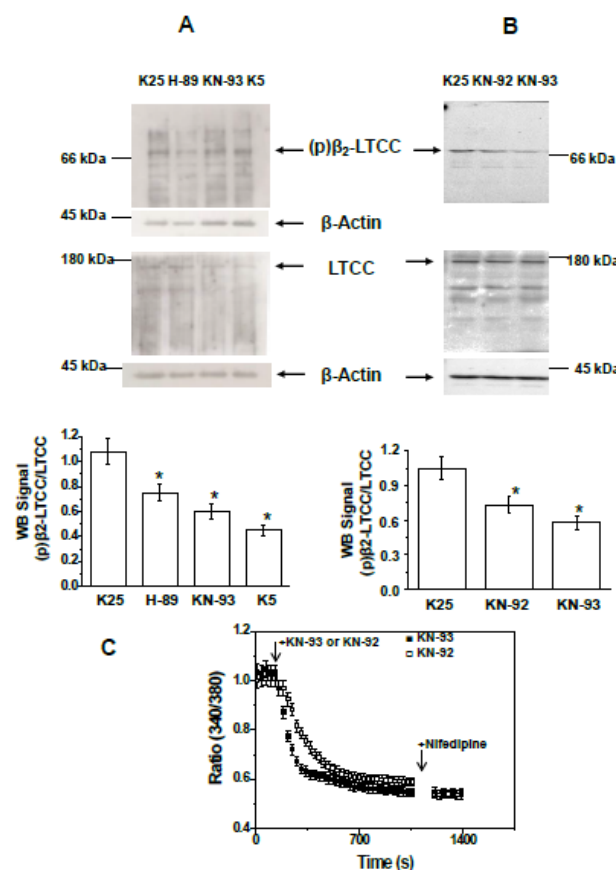 A
B
K25 H-89 KN-93 K5
K25 KN-92 KN-93
(p)β₂-LTCC
66 kDa
66 kDa
45 kDa
β-Actin
180 kDa
LTCC
180 kDa
45 kDa
β-Actin
45 kDa
WB Signal
(p)β2-LTCC/LTCC
1.2
1.0
0.8
0.6
0.4
0.2
0.0
*
*
*
K25 H-89 KN-93 K5
WB Signal
(p)β2-LTCC/LTCC
1.2
0.9
0.6
0.3
0.0
*
*
K25 KN-92 KN-93
C
Ratio (340/380)
1.2
1.0
0.8
0.6
0.4
+KN-93 or KN-92
KN-93
KN-92
+Nifedipine
0 700 1400
Time (s)